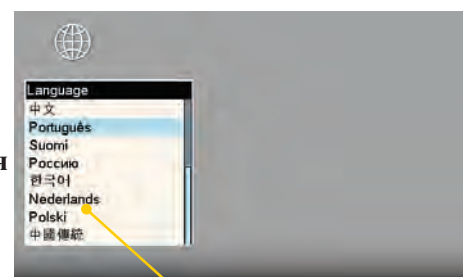 Language
中文
Português
Suomi
Россию
한국어
Nederlands
Polski
中國傳統
я